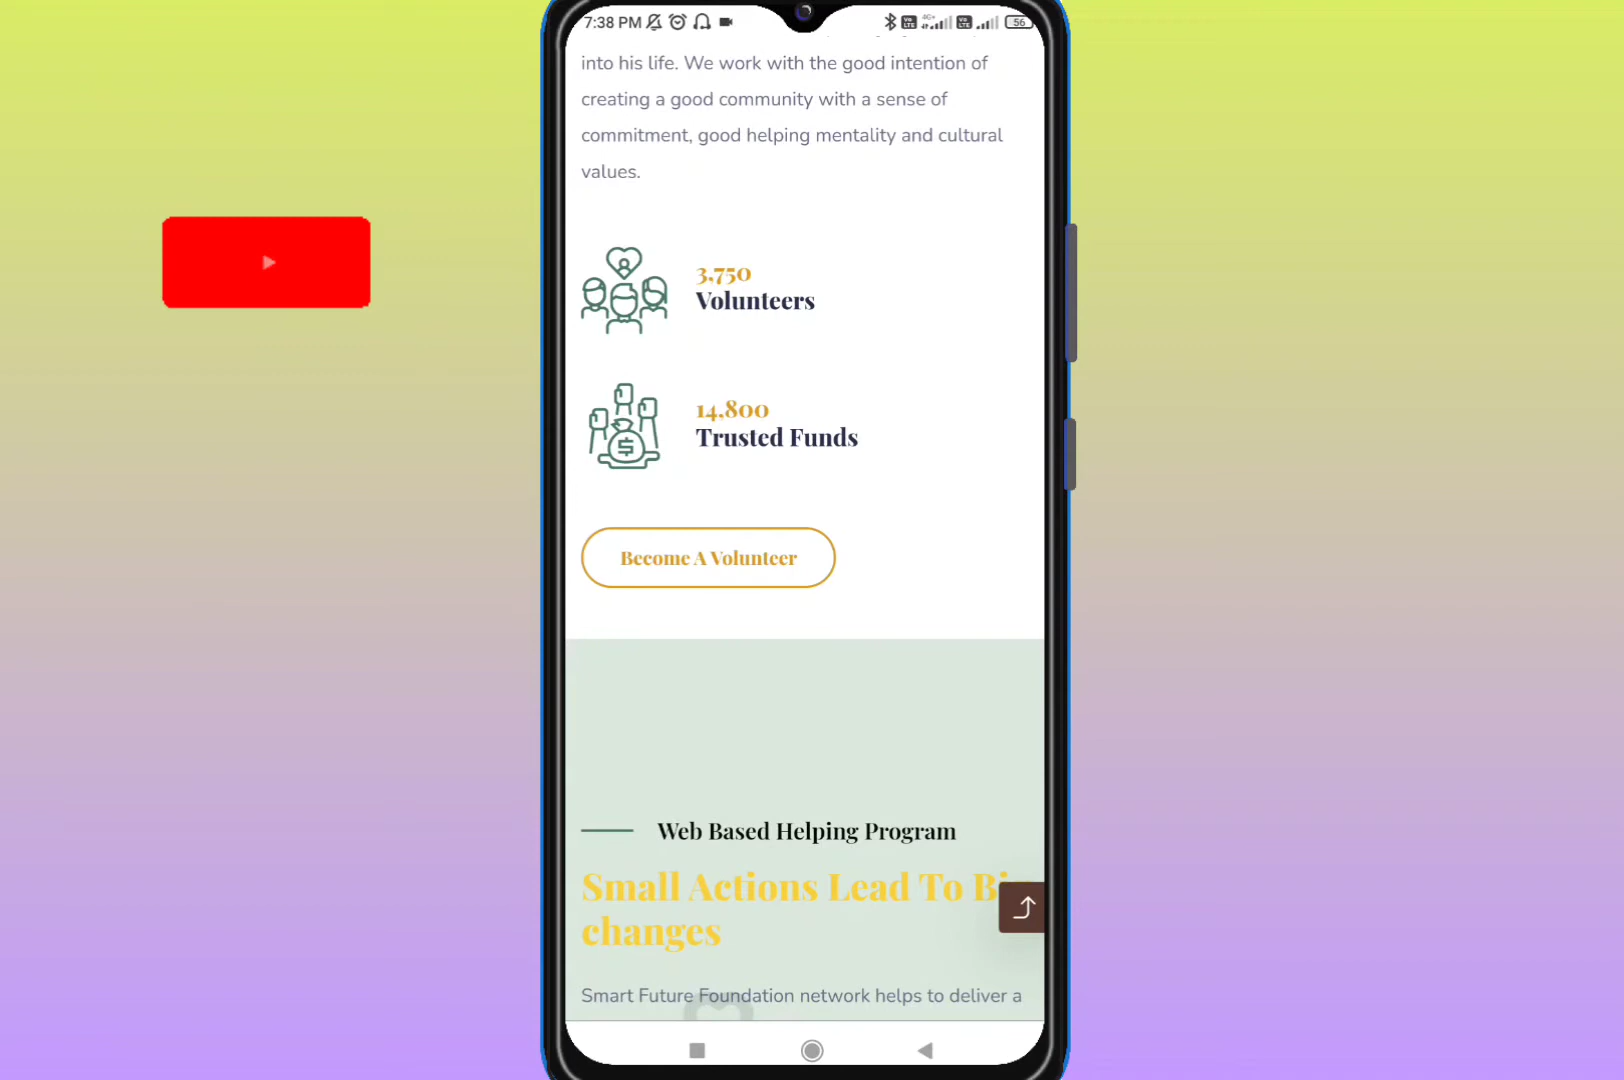 7:38 PM
56
into his life. We work with the good intention of
creating a good community with a sense of
commitment, good helping mentality and cultural
values.
3,750
Volunteers
14,800
Trusted Funds
Become A Volunteer
Web Based Helping Program
Small Actions Lead To
changes
Smart Future Foundation network helps to deliver a